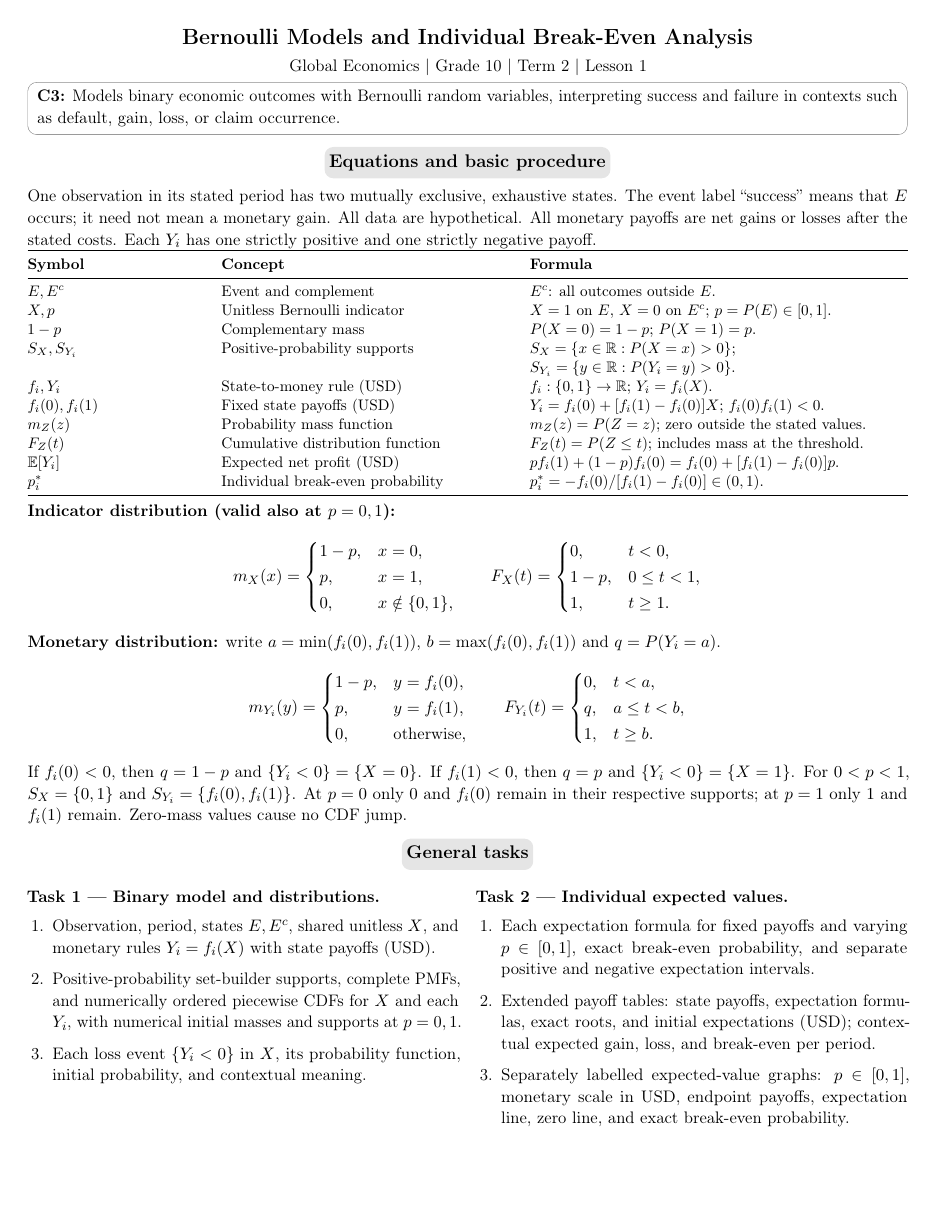 Bernoulli Models and Individual Break-Even Analysis
Global Economics | Grade 10 | Term 2 | Lesson 1
C3: Models binary economic outcomes with Bernoulli random variables, interpreting success and failure in contexts such
as default, gain, loss, or claim occurrence.
Equations and basic procedure
One observation in its stated period has two mutually exclusive, exhaustive states. The event label “success” means that E
occurs; it need not mean a monetary gain. All data are hypothetical. All monetary payoffs are net gains or losses after the
stated costs. Each Y_i has one strictly positive and one strictly negative payoff.
Symbol Concept Formula
E, E^c Event and complement E^c: all outcomes outside E.
X, p Unitless Bernoulli indicator X = 1 on E, X = 0 on E^c; p = P(E) ∈ [0, 1].
1 − p Complementary mass P(X = 0) = 1 − p; P(X = 1) = p.
S_X, S_{Y_i} Positive-probability supports S_X = {x ∈ ℝ : P(X = x) > 0};
S_{Y_i} = {y ∈ ℝ : P(Y_i = y) > 0}.
f_i, Y_i State-to-money rule (USD) f_i : {0, 1} → ℝ; Y_i = f_i(X).
f_i(0), f_i(1) Fixed state payoffs (USD) Y_i = f_i(0) + [f_i(1) − f_i(0)]X; f_i(0)f_i(1) < 0.
m_Z(z) Probability mass function m_Z(z) = P(Z = z); zero outside the stated values.
F_Z(t) Cumulative distribution function F_Z(t) = P(Z ≤ t); includes mass at the threshold.
𝔼[Y_i] Expected net profit (USD) pf_i(1) + (1 − p)f_i(0) = f_i(0) + [f_i(1) − f_i(0)]p.
p_i^* Individual break-even probability p_i^* = −f_i(0)/[f_i(1) − f_i(0)] ∈ (0, 1).
Indicator distribution (valid also at p = 0, 1):
m_X(x) = { 1 − p, x = 0, p, x = 1, 0, x ∉ {0, 1}, F_X(t) = { 0, t < 0, 1 − p, 0 ≤ t < 1, 1, t ≥ 1.
Monetary distribution: write a = min(f_i(0), f_i(1)), b = max(f_i(0), f_i(1)) and q = P(Y_i = a).
m_{Y_i}(y) = { 1 − p, y = f_i(0), p, y = f_i(1), 0, otherwise, F_{Y_i}(t) = { 0, t < a, q, a ≤ t < b, 1, t ≥ b.
If f_i(0) < 0, then q = 1 − p and {Y_i < 0} = {X = 0}. If f_i(1) < 0, then q = p and {Y_i < 0} = {X = 1}. For 0 < p < 1,
S_X = {0, 1} and S_{Y_i} = {f_i(0), f_i(1)}. At p = 0 only 0 and f_i(0) remain in their respective supports; at p = 1 only 1 and
f_i(1) remain. Zero-mass values cause no CDF jump.
General tasks
Task 1 — Binary model and distributions.
1. Observation, period, states E, E^c, shared unitless X, and
monetary rules Y_i = f_i(X) with state payoffs (USD).
2. Positive-probability set-builder supports, complete PMFs,
and numerically ordered piecewise CDFs for X and each
Y_i, with numerical initial masses and supports at p = 0, 1.
3. Each loss event {Y_i < 0} in X, its probability function,
initial probability, and contextual meaning.
Task 2 — Individual expected values.
1. Each expectation formula for fixed payoffs and varying
p ∈ [0, 1], exact break-even probability, and separate
positive and negative expectation intervals.
2. Extended payoff tables: state payoffs, expectation formu-
las, exact roots, and initial expectations (USD); contex-
tual expected gain, loss, and break-even per period.
3. Separately labelled expected-value graphs: p ∈ [0, 1],
monetary scale in USD, endpoint payoffs, expectation
line, zero line, and exact break-even probability.